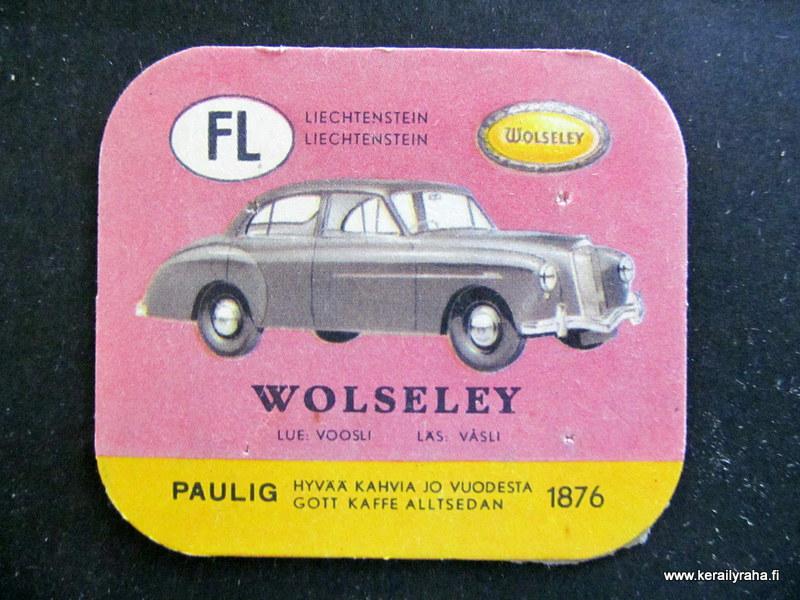 FL
LIECHTENSTEIN
LIECHTENSTEIN
WOLSELEY
WOLSELEY
LUE: VOOSLI LÄS: VÅSLI
PAULIG HYVÄÄ KAHVIA JO VUODESTA 1876
GOTT KAFFE ALLTSEDAN
www.kerailyraha.fi